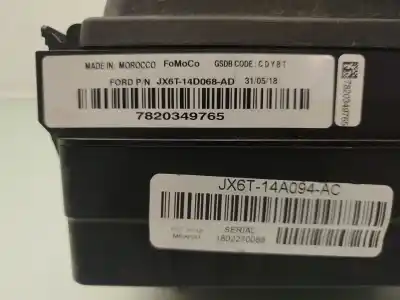 MADE IN: MOROCCO FoMoCo GSDB CODE: CDYBT
FORD P/N JX6T-14D068-AD 31/05/18
7820349765
7820349765
JX6T-14A094-AC
SERIAL